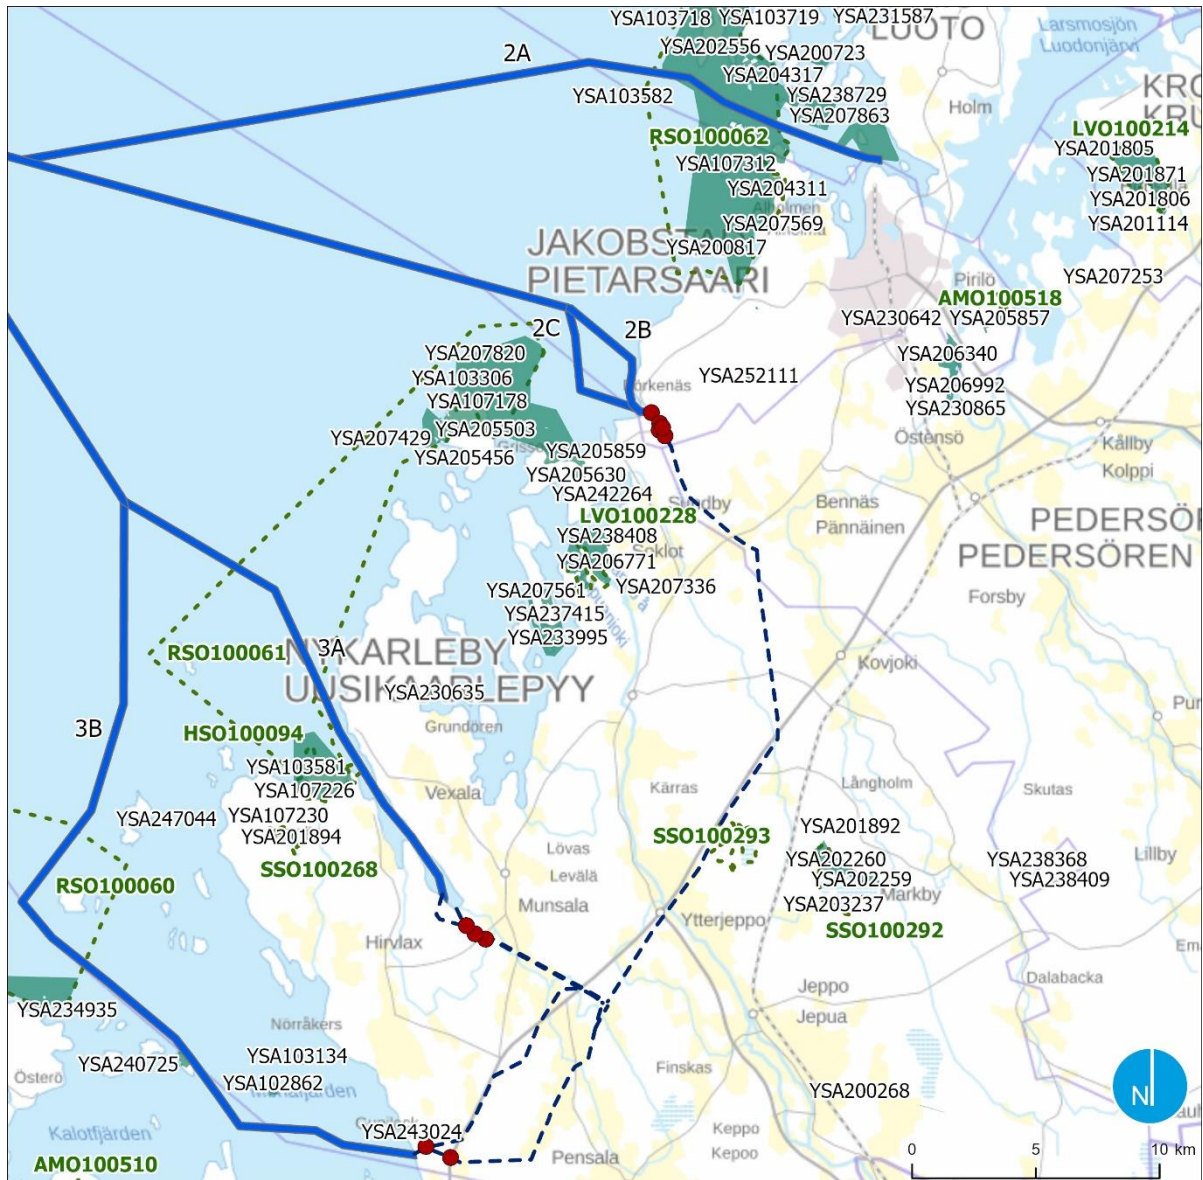 YSA103718
YSA103719
YSA231587
LUOTO
Larsmosjön
Luodonjärvi
2A
YSA202556
YSA200723
YSA204317
YSA103582
YSA238729
YSA207863
Holm
LVO100214
RSO100062
YSA201805
YSA107312
YSA201871
YSA204311
YSA201806
Alholmen
YSA207569
YSA201114
YSA200817
JAKOBSTAD
PIETARSAARI
Pirilö
YSA207253
AMO100518
YSA230642
YSA205857
2C
2B
YSA207820
YSA206340
YSA103306
YSA252111
YSA206992
YSA107178
YSA230865
YSA207429
YSA205503
Östensö
Kållby
Kolppi
YSA205456
YSA205859
YSA205630
YSA242264
Sundby
Bennäs
Pännäinen
LVO100228
PEDERSÖREN
YSA238408
Soklot
YSA206771
YSA207561
YSA207336
Forsby
YSA237415
YSA233995
RSO100061
NYKARLEBY
UUSIKAARLEPYY
3A
Kovjoki
YSA230635
Grundören
3B
HSO100094
YSA103581
YSA107226
Vexala
Kärras
Långholm
Skutas
YSA247044
YSA107230
YSA201894
SSO100268
SSO100293
YSA201892
Lövas
Levälä
YSA202260
YSA202259
YSA238368
YSA238409
Lillby
RSO100060
Markby
Munsala
YSA203237
Ytterjeppo
SSO100292
Hirvlax
Dalabacka
Jeppo
Jepua
YSA234935
Nörråkers
YSA103134
YSA240725
YSA102862
Österö
Finskas
YSA200268
N
Kalotfjärden
YSA243024
Keppo
Kepoo
AMO100510
Pensala
0 5 10 km